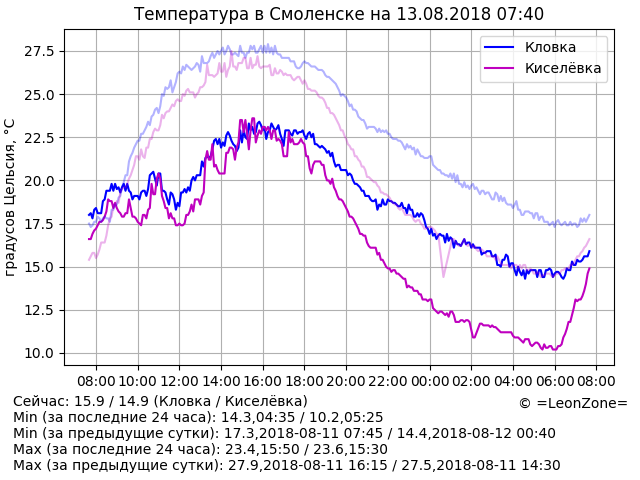 Температура в Смоленске на 13.08.2018 07:40
27.5
25.0
22.5
20.0
17.5
15.0
12.5
10.0
градусов Цельсия, °C
Кловка
Киселёвка
08:00 10:00 12:00 14:00 16:00 18:00 20:00 22:00 00:00 02:00 04:00 06:00 08:00
Сейчас: 15.9 / 14.9 (Кловка / Киселёвка)
© =LeonZone=
Min (за последние 24 часа): 14.3,04:35 / 10.2,05:25
Min (за предыдущие сутки): 17.3,2018-08-11 07:45 / 14.4,2018-08-12 00:40
Max (за последние 24 часа): 23.4,15:50 / 23.6,15:30
Max (за предыдущие сутки): 27.9,2018-08-11 16:15 / 27.5,2018-08-11 14:30